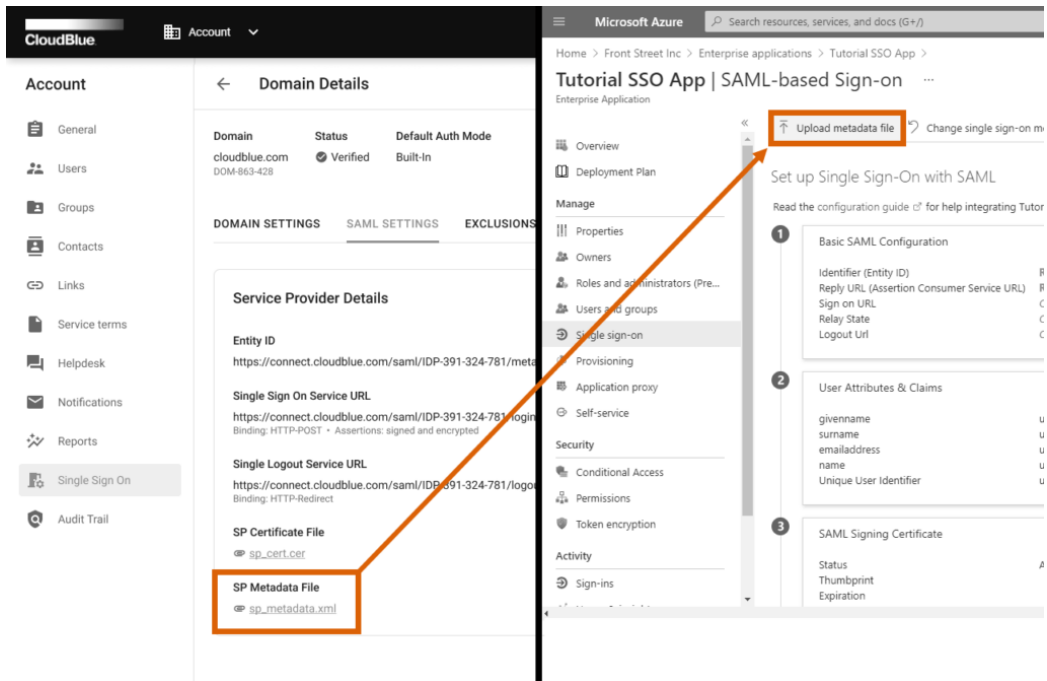 CloudBlue
Account
Account
General
Users
Groups
Contacts
Links
Service terms
Helpdesk
Notifications
Reports
Single Sign On
Audit Trail
Domain Details
Domain Status Default Auth Mode
cloudblue.com Verified Built-In
DOM-863-428
DOMAIN SETTINGS SAML SETTINGS EXCLUSIONS
Service Provider Details
Entity ID
https://connect.cloudblue.com/saml/IDP-391-324-781/meta
Single Sign On Service URL
https://connect.cloudblue.com/saml/IDP-391-324-781/login
Binding: HTTP-POST • Assertions: signed and encrypted
Single Logout Service URL
https://connect.cloudblue.com/saml/IDP-391-324-781/logou
Binding: HTTP-Redirect
SP Certificate File
sp_cert.cer
SP Metadata File
sp_metadata.xml
Microsoft Azure
Search resources, services, and docs (G+/)
Home > Front Street Inc > Enterprise applications > Tutorial SSO App >
Tutorial SSO App | SAML-based Sign-on ...
Enterprise Application
«
Overview
Deployment Plan
Manage
Properties
Owners
Roles and administrators (Pre...
Users and groups
Single sign-on
Provisioning
Application proxy
Self-service
Security
Conditional Access
Permissions
Token encryption
Activity
Sign-ins
Upload metadata file Change single sign-on mo
Set up Single Sign-On with SAML
Read the configuration guide for help integrating Tutor
1
Basic SAML Configuration
Identifier (Entity ID) R
Reply URL (Assertion Consumer Service URL) R
Sign on URL
Relay State
Logout Url
2
User Attributes & Claims
givenname u
surname u
emailaddress u
name u
Unique User Identifier u
3
SAML Signing Certificate
Status A
Thumbprint
Expiration